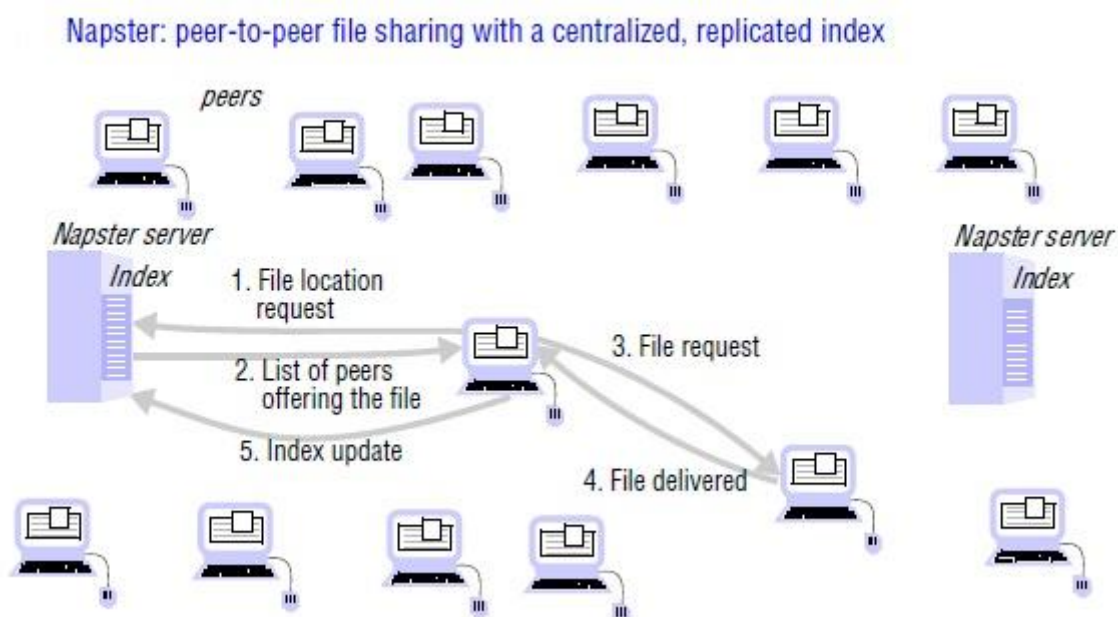 Napster: peer-to-peer file sharing with a centralized, replicated index
peers
Napster server
Index
Napster server
Index
1. File location
request
2. List of peers
offering the file
3. File request
5. Index update
4. File delivered